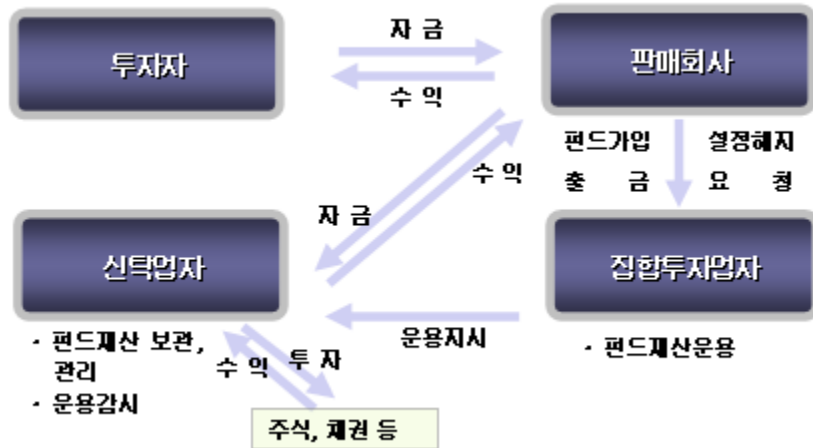 자 금
투자자
판매회사
수 익
펀드가입 설정해지
출 금 요 청
수 익
자 금
신탁업자
집합투자업자
운용지시
· 펀드재산 보관,
관리
· 운용감시
수 익 투 자
· 펀드재산운용
주식, 채권 등